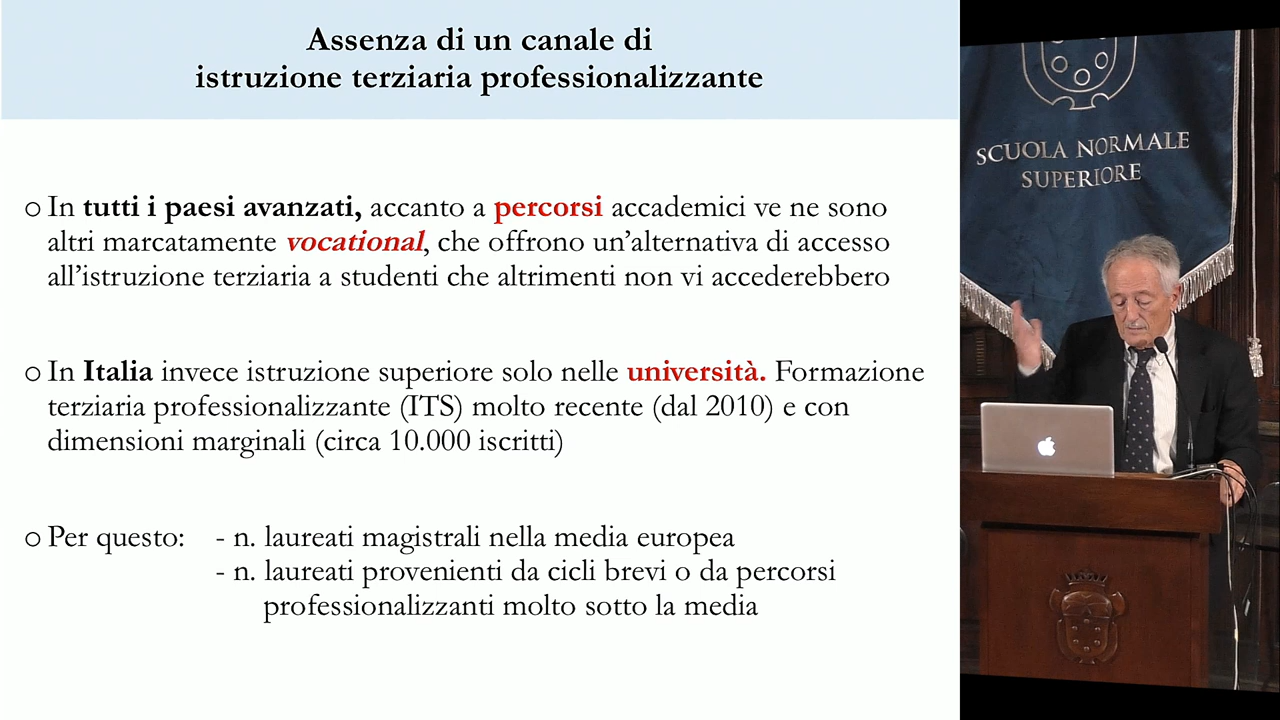 Assenza di un canale di
istruzione terziaria professionalizzante
o In tutti i paesi avanzati, accanto a percorsi accademici ve ne sono
altri marcatamente vocational, che offrono un’alternativa di accesso
all’istruzione terziaria a studenti che altrimenti non vi accederebbero
o In Italia invece istruzione superiore solo nelle università. Formazione
terziaria professionalizzante (ITS) molto recente (dal 2010) e con
dimensioni marginali (circa 10.000 iscritti)
o Per questo: - n. laureati magistrali nella media europea
- n. laureati provenienti da cicli brevi o da percorsi
professionalizzanti molto sotto la media
SCUOLA NORMALE
SUPERIORE